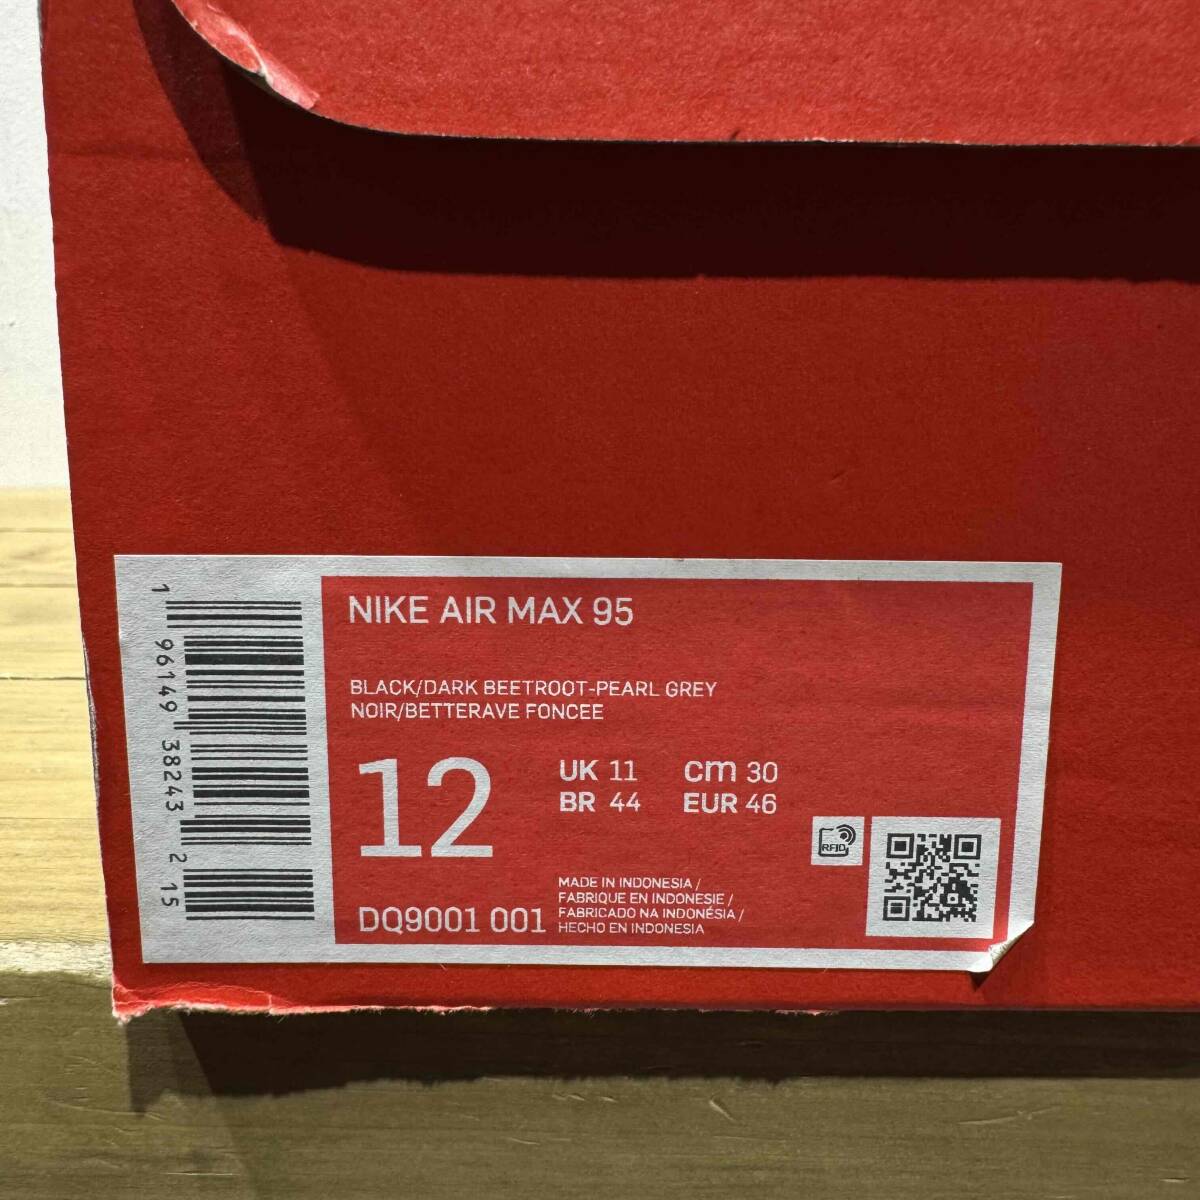 NIKE AIR MAX 95
BLACK/DARK BEETROOT-PEARL GREY
NOIR/BETTERAVE FONCEE
12
UK 11 cm 30
BR 44 EUR 46
DQ9001 001
MADE IN INDONESIA /
FABRIQUE EN INDONESIE /
FABRICADO NA INDONÉSIA /
HECHO EN INDONESIA
RFID
1 96149 38243 2 15